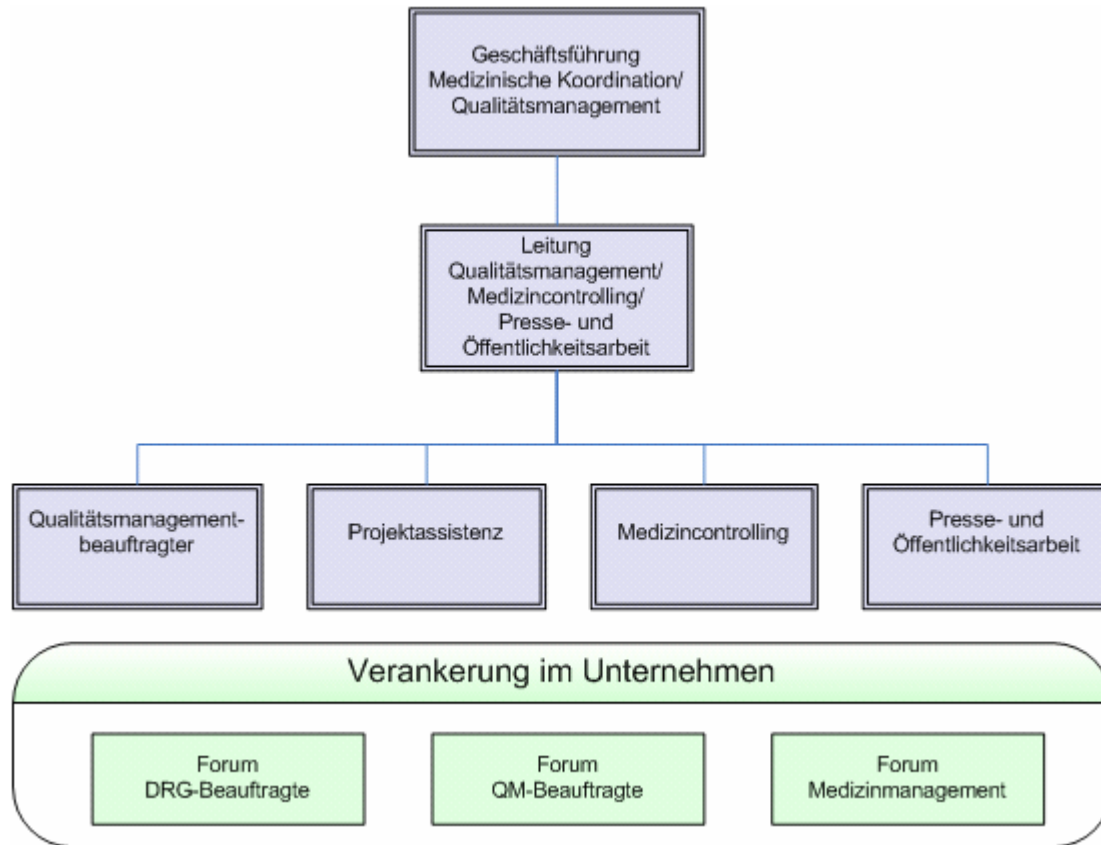 Geschäftsführung
Medizinische Koordination/
Qualitätsmanagement
Leitung
Qualitätsmanagement/
Medizincontrolling/
Presse- und
Öffentlichkeitsarbeit
Qualitätsmanagement-
beauftragter
Projektassistenz
Medizincontrolling
Presse- und
Öffentlichkeitsarbeit
Verankerung im Unternehmen
Forum
DRG-Beauftragte
Forum
QM-Beauftragte
Forum
Medizinmanagement